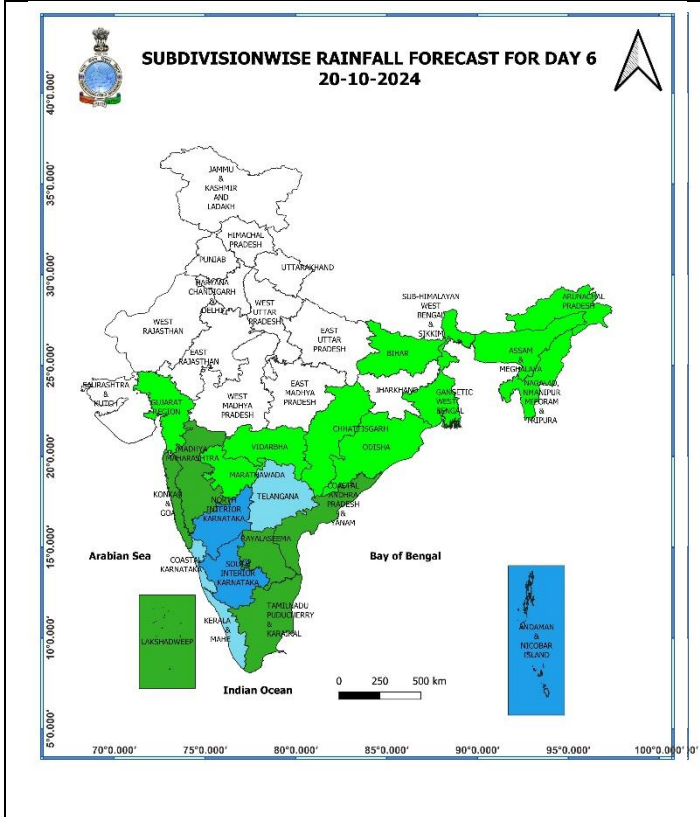 SUBDIVISIONWISE RAINFALL FORECAST FOR DAY 6
20-10-2024
40°0.000'
35°0.000'
30°0.000'
25°0.000'
20°0.000'
15°0.000'
10°0.000'
5°0.000'
JAMMU
&
KASHMIR
AND
LADAKH
HIMACHAL
PRADESH
PUNJAB
UTTARAKHAND
HARYANA
CHANDIGARH
&
DELHI
WEST
UTTAR
PRADESH
WEST
RAJASTHAN
EAST
RAJASTHAN
EAST
UTTAR
PRADESH
SUB-HIMALAYAN
WEST
BENGAL
&
SIKKIM
ARUNACHAL
PRADESH
BIHAR
ASSAM
&
MEGHALAYA
NAGALAND
MANIPUR
MIZORAM
&
TRIPURA
SAURASHTRA
&
KUTCH
GUJARAT
REGION
WEST
MADHYA
PRADESH
EAST
MADHYA
PRADESH
JHARKHAND
GANGETIC
WEST
BENGAL
CHHATTISGARH
ODISHA
MADHYA
MAHARASHTRA
VIDARBHA
MARATHAWADA
KONKAN
&
GOA
TELANGANA
COASTAL
ANDHRA
PRADESH
&
YANAM
NORTH
INTERIOR
KARNATAKA
RAYALASEEMA
Arabian Sea
Bay of Bengal
COASTAL
KARNATAKA
SOUTH
INTERIOR
KARNATAKA
TAMILNADU
PUDUCHERRY
&
KARAIKAL
KERALA
&
MAHE
LAKSHADWEEP
ANDAMAN
&
NICOBAR
ISLAND
Indian Ocean
0 250 500 km
70°0.000' 75°0.000' 80°0.000' 85°0.000' 90°0.000' 95°0.000' 100°0.000'